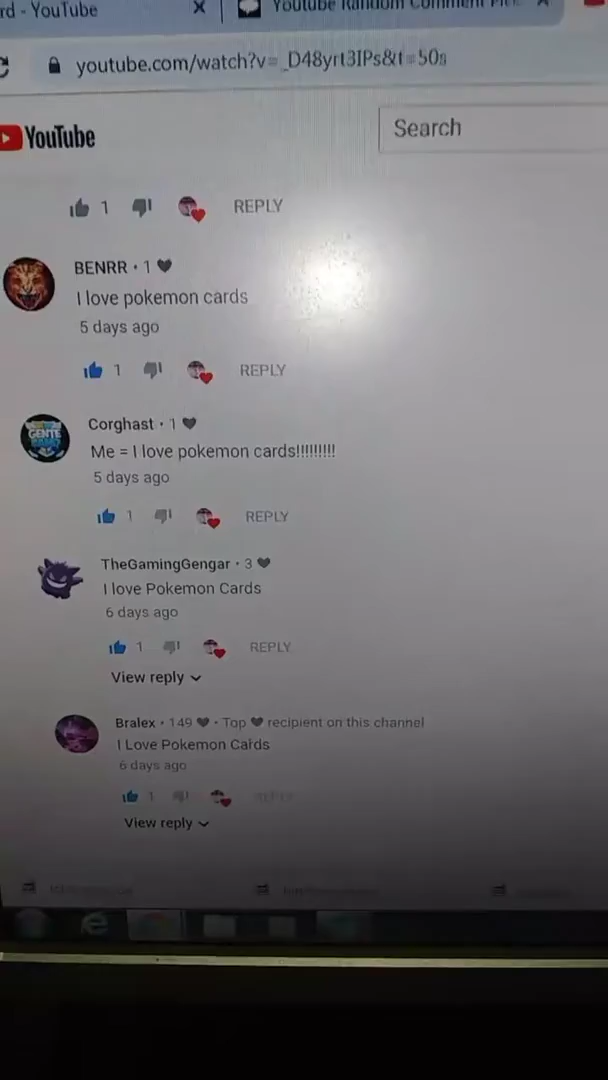 rd - YouTube
Youtube Random Comment
youtube.com/watch?v=_D48yrt3IPs&t=50s
YouTube
Search
1 REPLY
BENRR • 1
I love pokemon cards
5 days ago
1 REPLY
Corghast • 1
Me = I love pokemon cards!!!!!!!!!
5 days ago
1 REPLY
GENTE
TheGamingGengar • 3
I love Pokemon Cards
6 days ago
1 REPLY
View reply
Bralex • 149 • Top recipient on this channel
I Love Pokemon Cards
6 days ago
1 REPLY
View reply